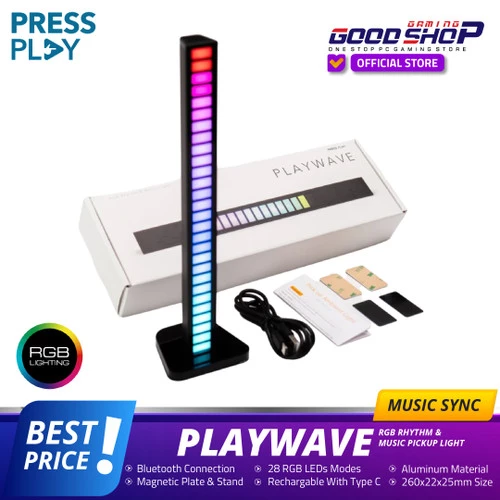 PRESS
PLAY
GAMING
GOODSHOP
ONE STOP PC GAMING STORE
OFFICIAL STORE
PLAYWAVE
RGB
LIGHTING
MUSIC SYNC
BEST
PRICE!
PLAYWAVE
RGB RHYTHM &
MUSIC PICKUP LIGHT
• Bluetooth Connection
• Magnetic Plate & Stand
• 28 RGB LEDs Modes
• Rechargable With Type C
• Aluminum Material
• 260x22x25mm Size